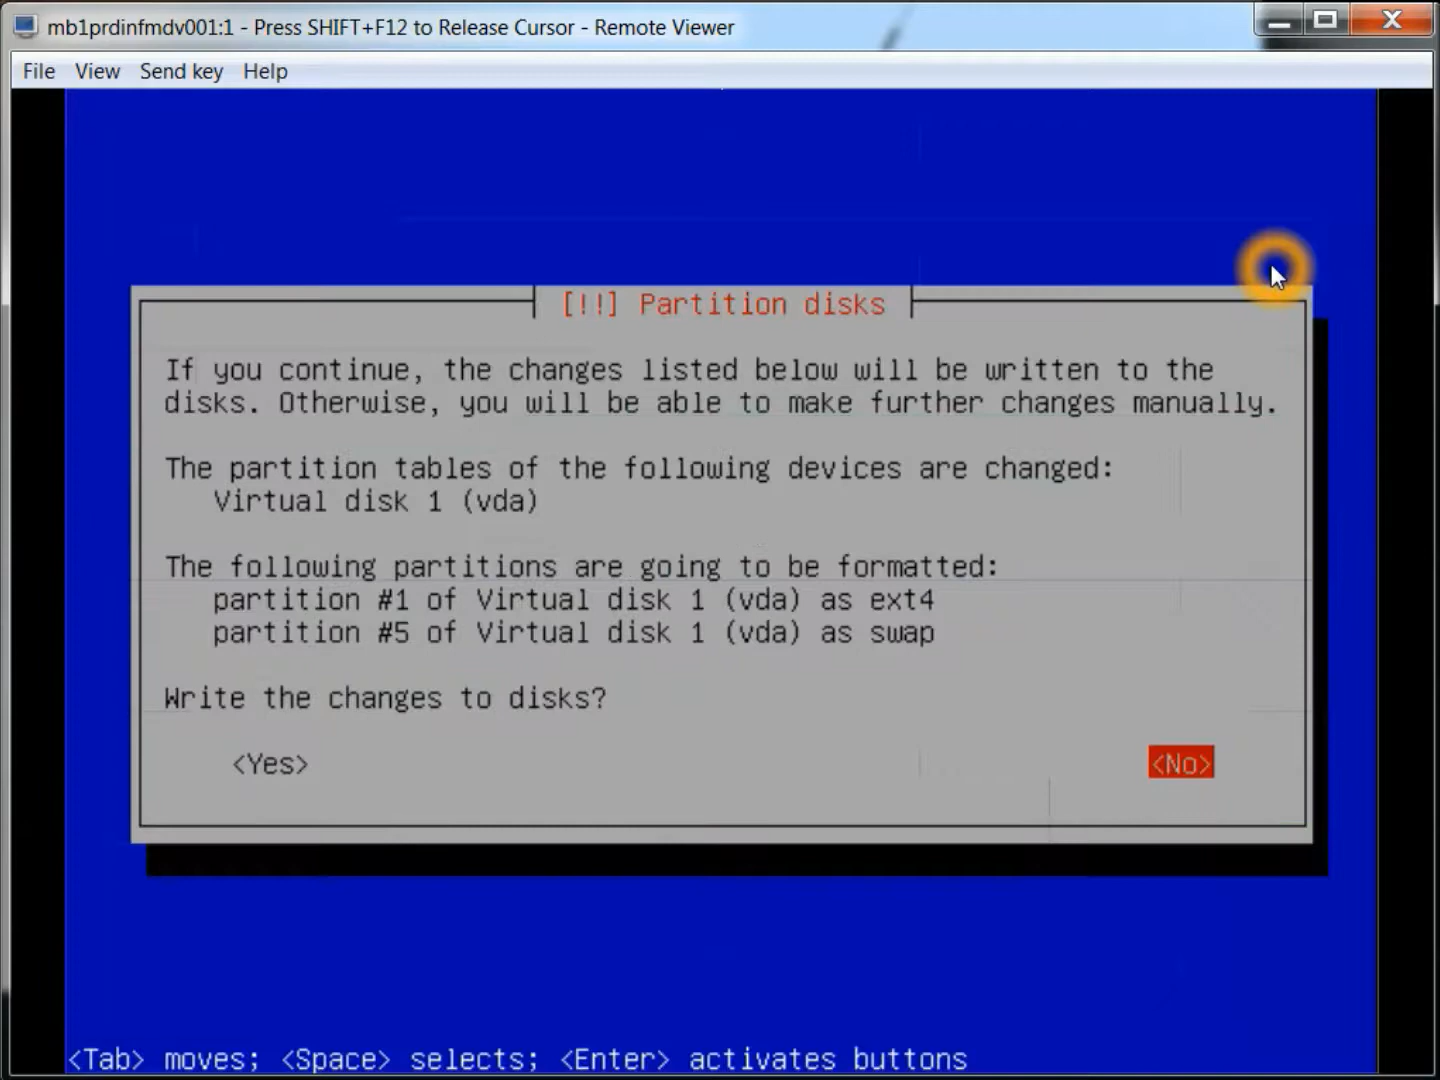 mb1prdinfmdv001:1 - Press SHIFT+F12 to Release Cursor - Remote Viewer
File View Send key Help
[!!] Partition disks
If you continue, the changes listed below will be written to the
disks. Otherwise, you will be able to make further changes manually.
The partition tables of the following devices are changed:
Virtual disk 1 (vda)
The following partitions are going to be formatted:
partition #1 of Virtual disk 1 (vda) as ext4
partition #5 of Virtual disk 1 (vda) as swap
Write the changes to disks?
<Yes> <No>
<Tab> moves; <Space> selects; <Enter> activates buttons